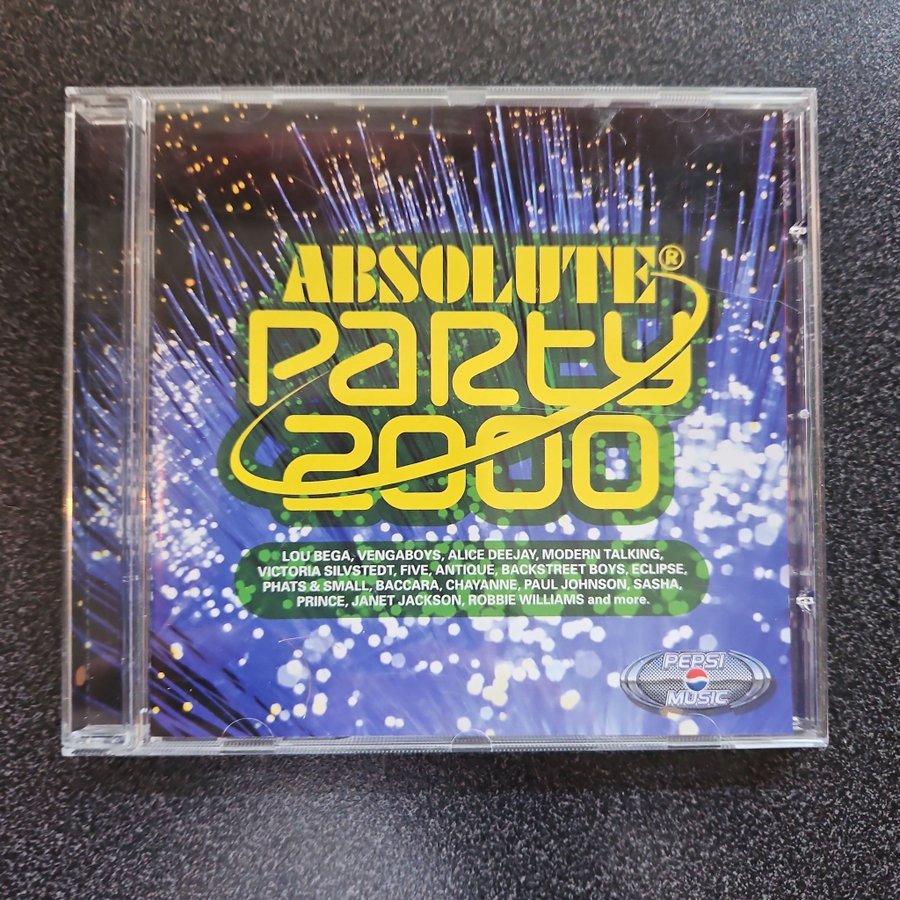 ABSOLUTE®
PARTY
2000
LOU BEGA, VENGABOYS, ALICE DEEJAY, MODERN TALKING,
VICTORIA SILVSTEDT, FIVE, ANTIQUE, BACKSTREET BOYS, ECLIPSE,
PHATS & SMALL, BACCARA, CHAYANNE, PAUL JOHNSON, SASHA,
PRINCE, JANET JACKSON, ROBBIE WILLIAMS and more.
PEPSI
MUSIC